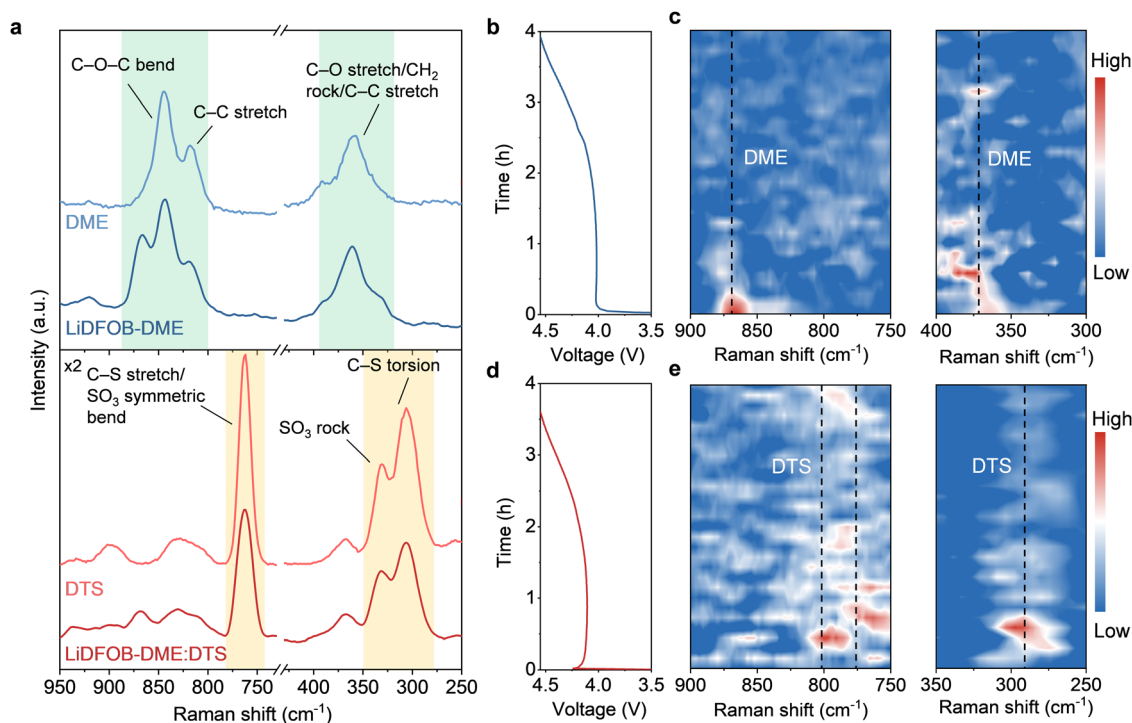 a
Intensity (a.u.)
C–O–C bend
C–C stretch
C–O stretch/CH₂
rock/C–C stretch
DME
LiDFOB-DME
x2
C–S stretch/
SO₃ symmetric
bend
SO₃ rock
C–S torsion
DTS
LiDFOB-DME:DTS
950 850 750 350 300 250
Raman shift (cm⁻¹)
b
Time (h)
4
3
2
1
0
4.5 4.0 3.5
Voltage (V)
c
DME
900 850 800 750
Raman shift (cm⁻¹)
DME
400 350 300
Raman shift (cm⁻¹)
High
Low
d
Time (h)
4
3
2
1
0
4.5 4.0 3.5
Voltage (V)
e
DTS
900 850 800 750
Raman shift (cm⁻¹)
DTS
350 300 250
Raman shift (cm⁻¹)
High
Low